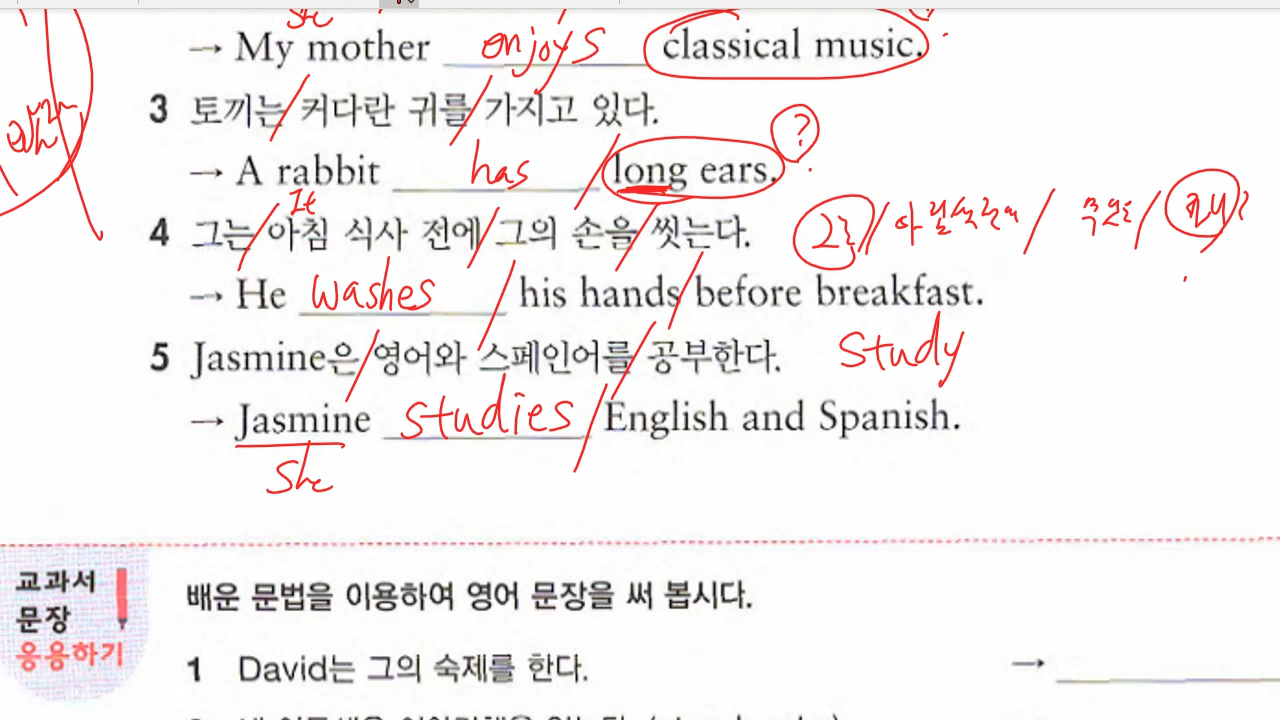 she
→ My mother enjoys classical music.
3 토끼는 커다란 귀를 가지고 있다.
→ A rabbit has long ears. ?
It
4 그는 아침 식사 전에 그의 손을 씻는다.
→ He washes his hands before breakfast.
5 Jasmine은 영어와 스페인어를 공부한다. study
→ Jasmine studies English and Spanish.
She
교과서
문장
응용하기
배운 문법을 이용하여 영어 문장을 써 봅시다.
1 David는 그의 숙제를 한다. →